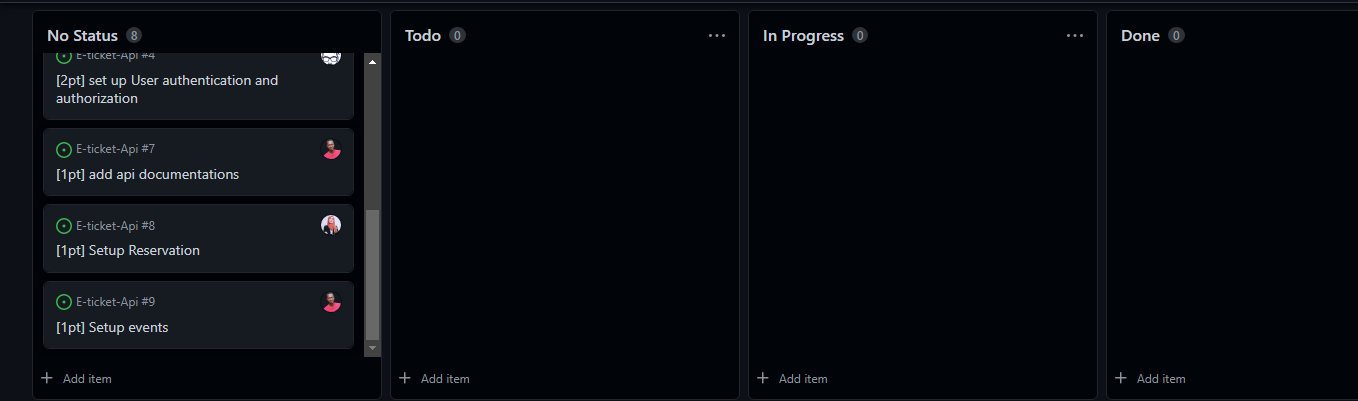 No Status 8
E-ticket-Api #4
[2pt] set up User authentication and
authorization
E-ticket-Api #7
[1pt] add api documentations
E-ticket-Api #8
[1pt] Setup Reservation
E-ticket-Api #9
[1pt] Setup events
+ Add item
Todo 0 ...
+ Add item
In Progress 0 ...
+ Add item
Done 0
+ Add item